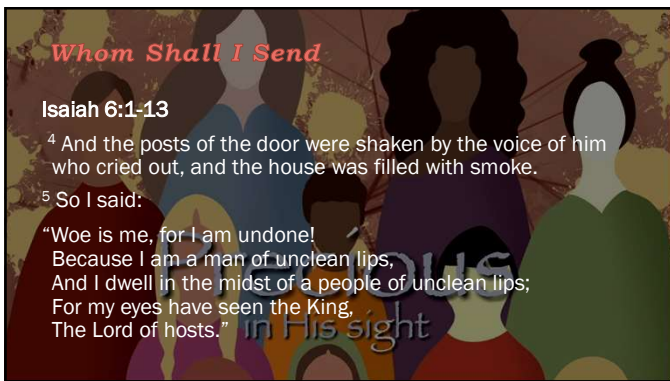 Whom Shall I Send
Isaiah 6:1-13
4 And the posts of the door were shaken by the voice of him
who cried out, and the house was filled with smoke.
5 So I said:
“Woe is me, for I am undone!
Because I am a man of unclean lips,
And I dwell in the midst of a people of unclean lips;
For my eyes have seen the King,
The Lord of hosts.”
Precious
in His sight